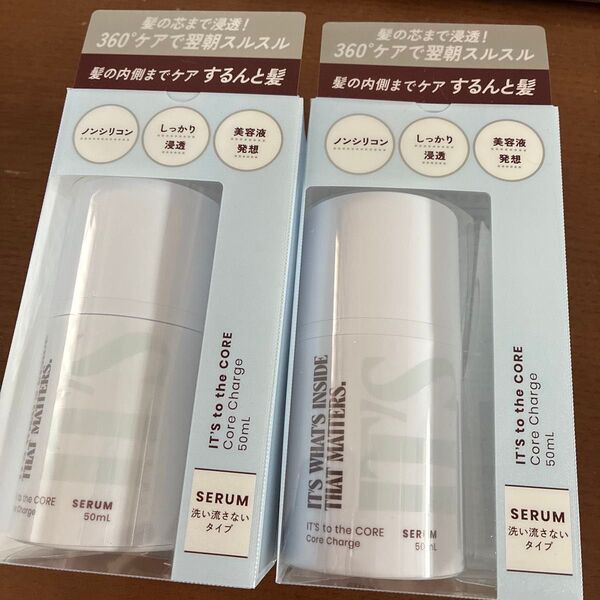 髪の芯まで浸透!
360°ケアで翌朝スルスル
髪の内側までケア するんと髪
ノンシリコン
しっかり
浸透
美容液
発想
THAT MATTERS.
IT'S
to the CORE
Charge
SERUM
50mL
IT'S to the CORE
Core Charge
50mL
SERUM
洗い流さない
タイプ
髪の芯まで浸透!
360°ケアで翌朝スルスル
髪の内側までケア するんと髪
ノンシリコン
しっかり
浸透
美容液
発想
IT'S WHAT'S INSIDE
THAT MATTERS.
IT'S
IT'S to the CORE
Core Charge
SERUM
50mL
IT'S to the CORE
Core Charge
50mL
SERUM
洗い流さない
タイプ